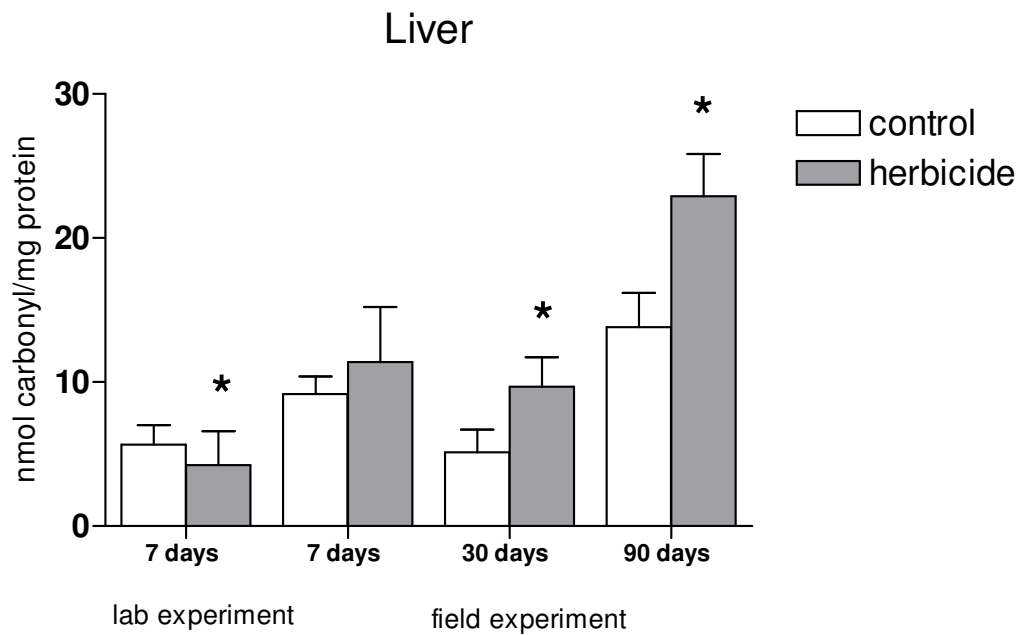 Liver
nmol carbonyl/mg protein
30
20
10
0
*
*
*
control
herbicide
7 days
7 days
30 days
90 days
lab experiment
field experiment